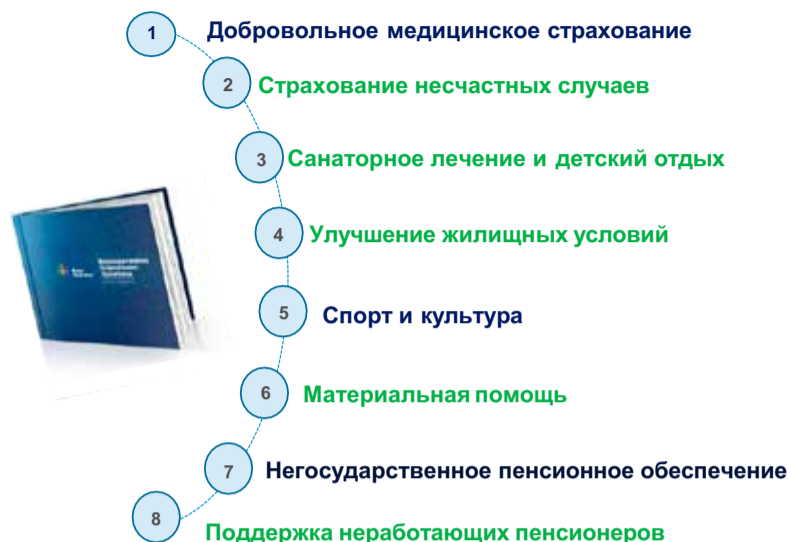 1 Добровольное медицинское страхование
2 Страхование несчастных случаев
3 Санаторное лечение и детский отдых
4 Улучшение жилищных условий
5 Спорт и культура
6 Материальная помощь
7 Негосударственное пенсионное обеспечение
8 Поддержка неработающих пенсионеров